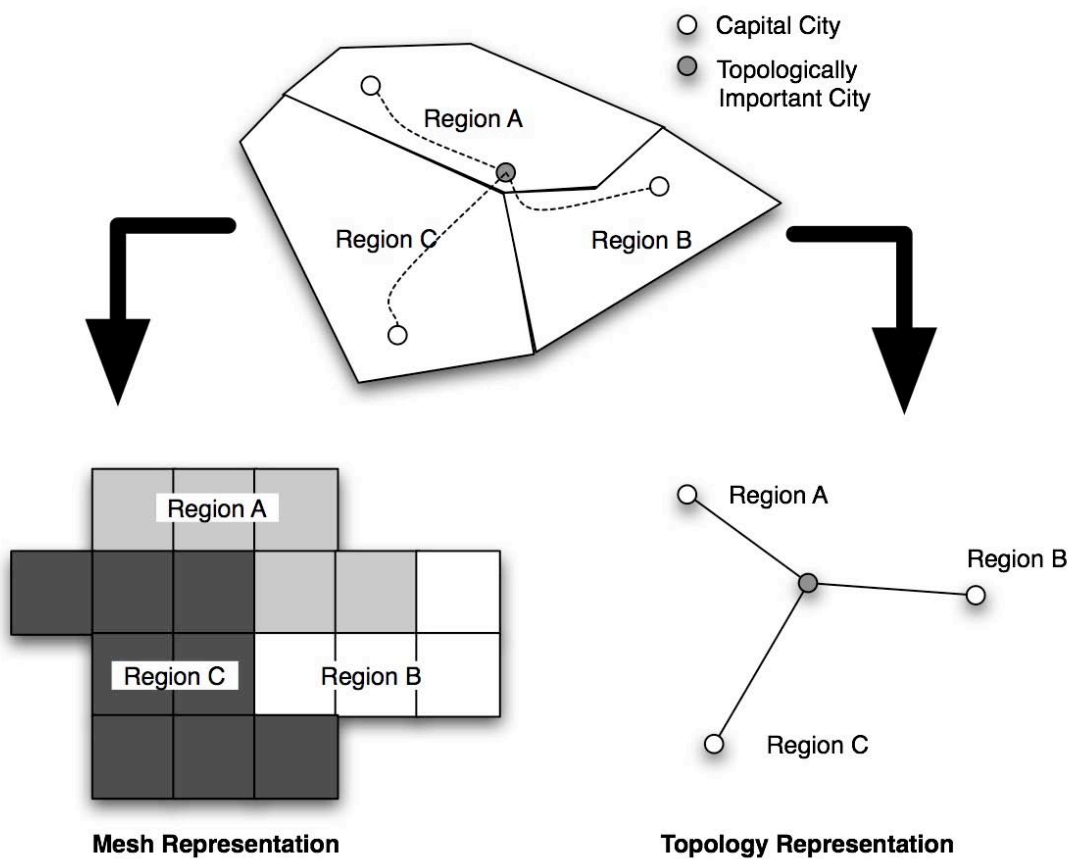 Capital City
Topologically
Important City
Region A
Region C
Region B
Region A
Region C
Region B
Mesh Representation
Region A
Region B
Region C
Topology Representation